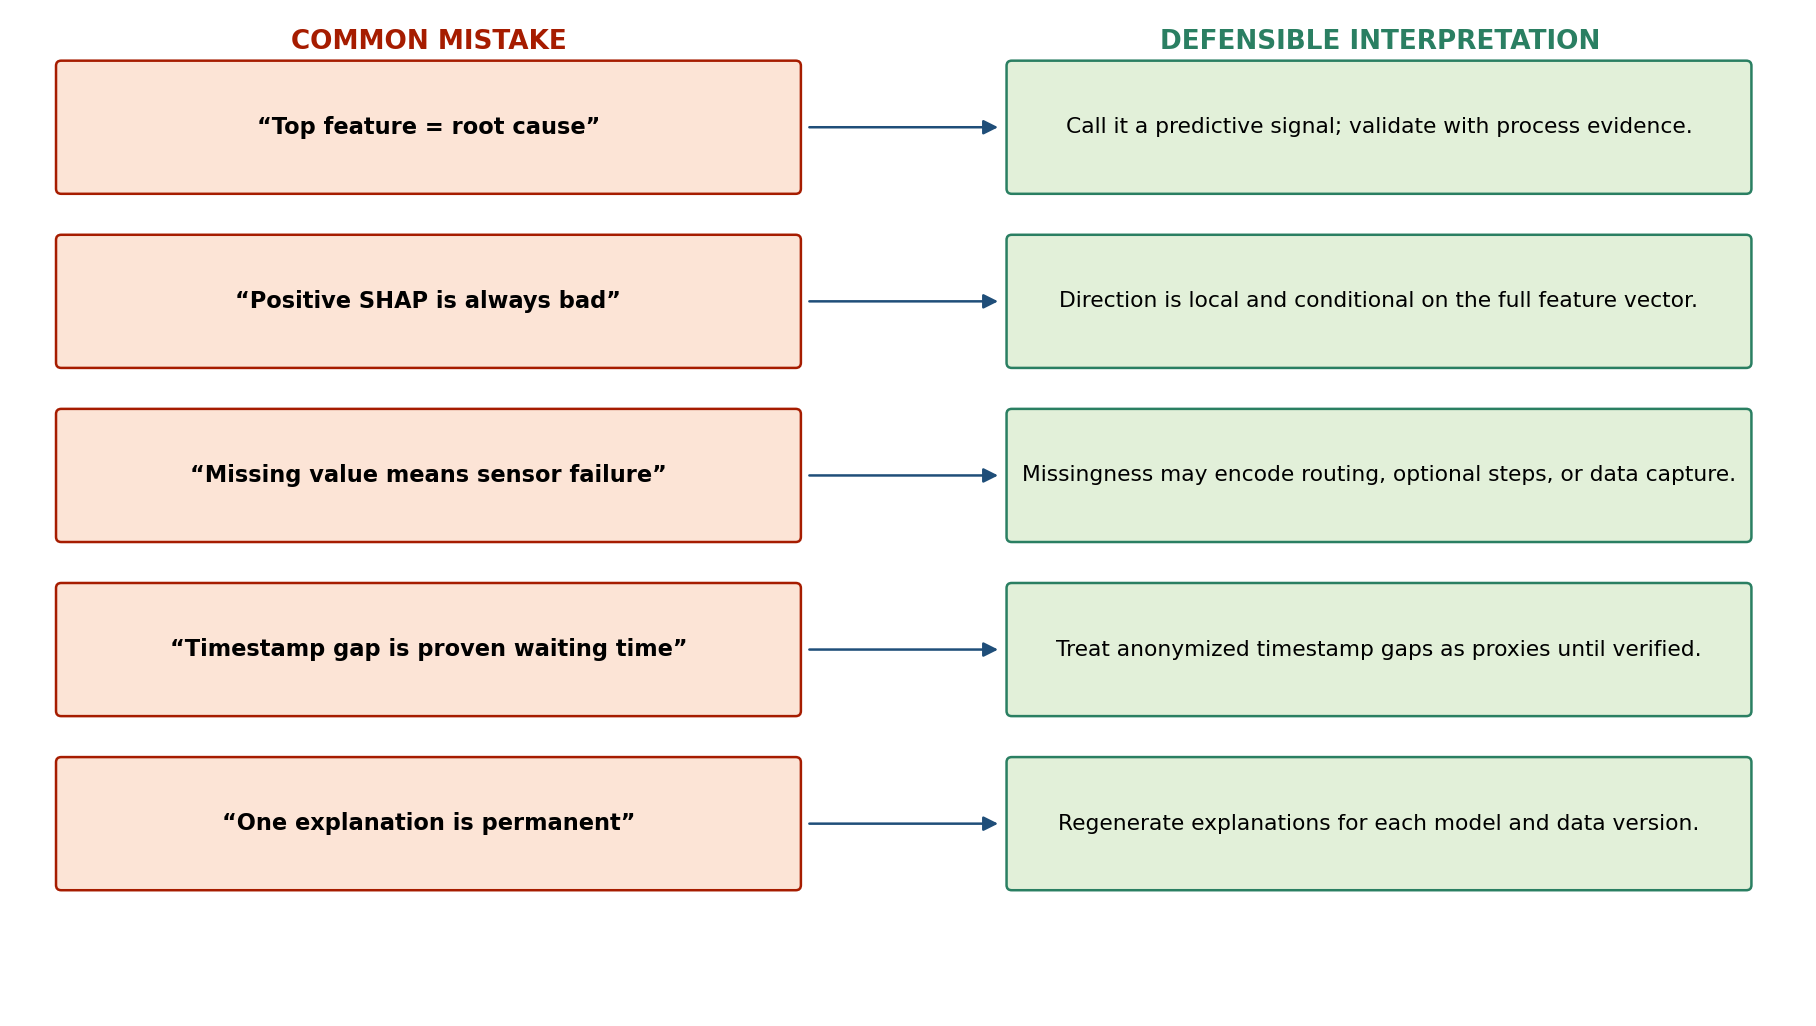 COMMON MISTAKE
DEFENSIBLE INTERPRETATION
“Top feature = root cause”
Call it a predictive signal; validate with process evidence.
“Positive SHAP is always bad”
Direction is local and conditional on the full feature vector.
“Missing value means sensor failure”
Missingness may encode routing, optional steps, or data capture.
“Timestamp gap is proven waiting time”
Treat anonymized timestamp gaps as proxies until verified.
“One explanation is permanent”
Regenerate explanations for each model and data version.